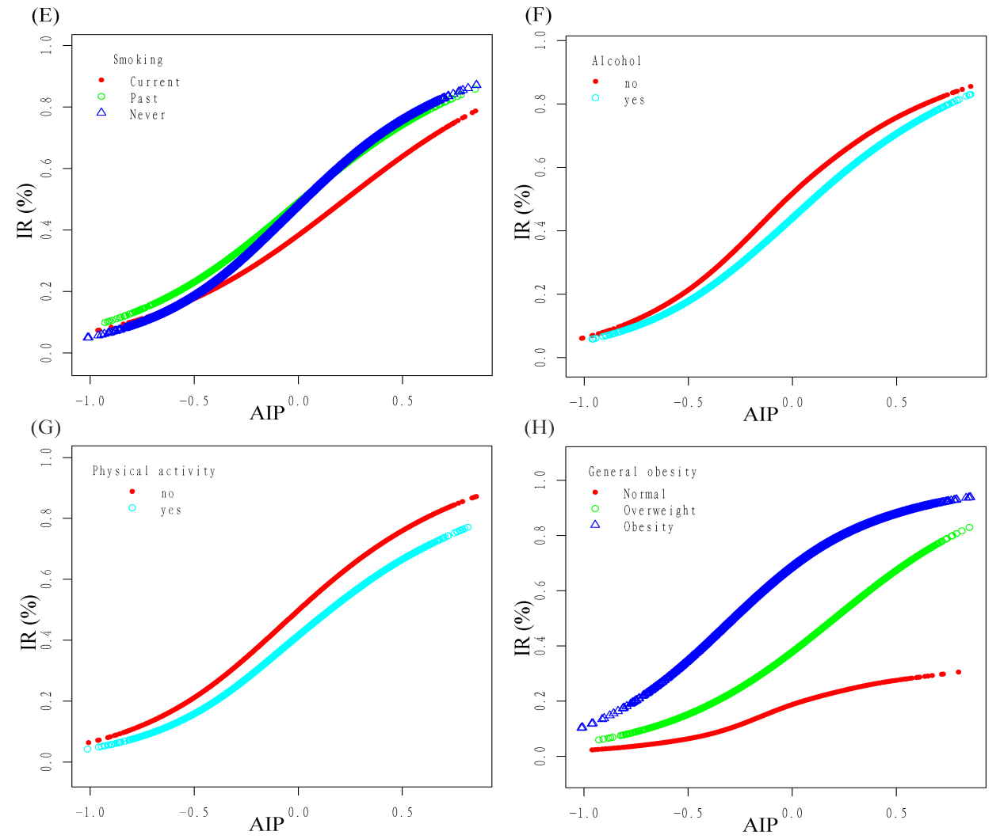 (E)
Smoking
Current
Past
Never
1.0
0.8
0.6
0.4
0.2
0.0
IR (%)
−1.0 −0.5 0.0 0.5
AIP
(F)
Alcohol
no
yes
1.0
0.8
0.6
0.4
0.2
0.0
IR (%)
−1.0 −0.5 0.0 0.5
AIP
(G)
Physical activity
no
yes
1.0
0.8
0.6
0.4
0.2
0.0
IR (%)
−1.0 −0.5 0.0 0.5
AIP
(H)
General obesity
Normal
Overweight
Obesity
1.0
0.8
0.6
0.4
0.2
0.0
IR (%)
−1.0 −0.5 0.0 0.5
AIP